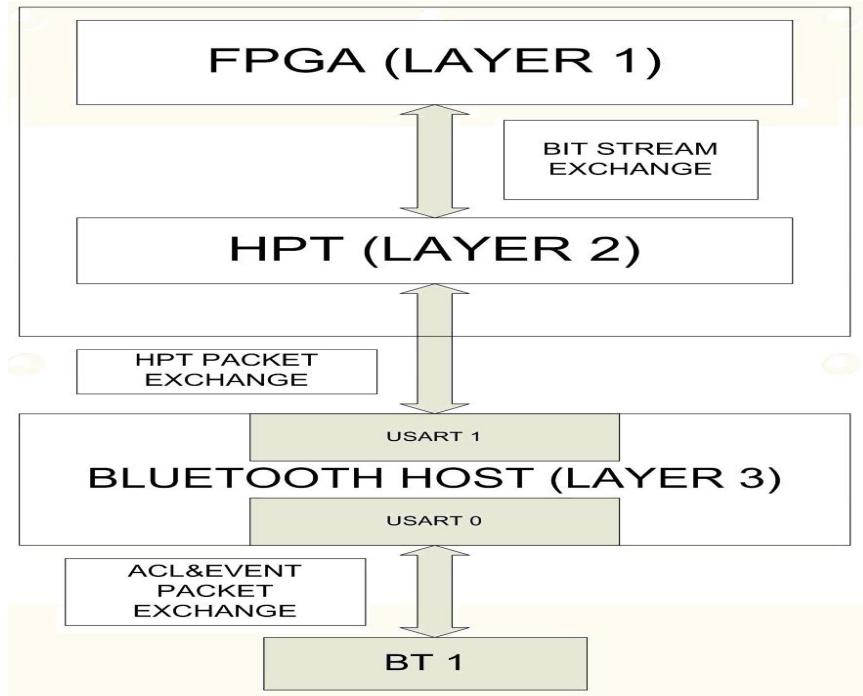 FPGA (LAYER 1)
BIT STREAM
EXCHANGE
HPT (LAYER 2)
HPT PACKET
EXCHANGE
USART 1
BLUETOOTH HOST (LAYER 3)
USART 0
ACL&EVENT
PACKET
EXCHANGE
BT 1